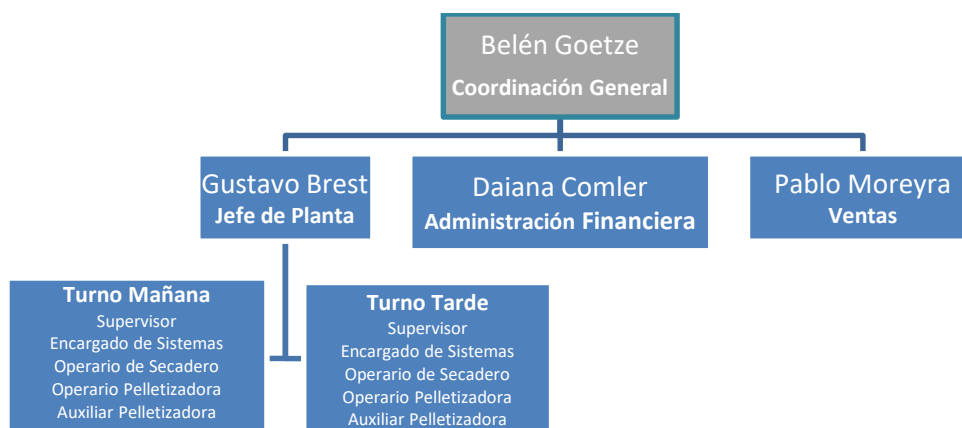 Belén Goetze
Coordinación General
Gustavo Brest
Jefe de Planta
Daiana Comler
Administración Financiera
Pablo Moreyra
Ventas
Turno Mañana
Supervisor
Encargado de Sistemas
Operario de Secadero
Operario Pelletizadora
Auxiliar Pelletizadora
Turno Tarde
Supervisor
Encargado de Sistemas
Operario de Secadero
Operario Pelletizadora
Auxiliar Pelletizadora